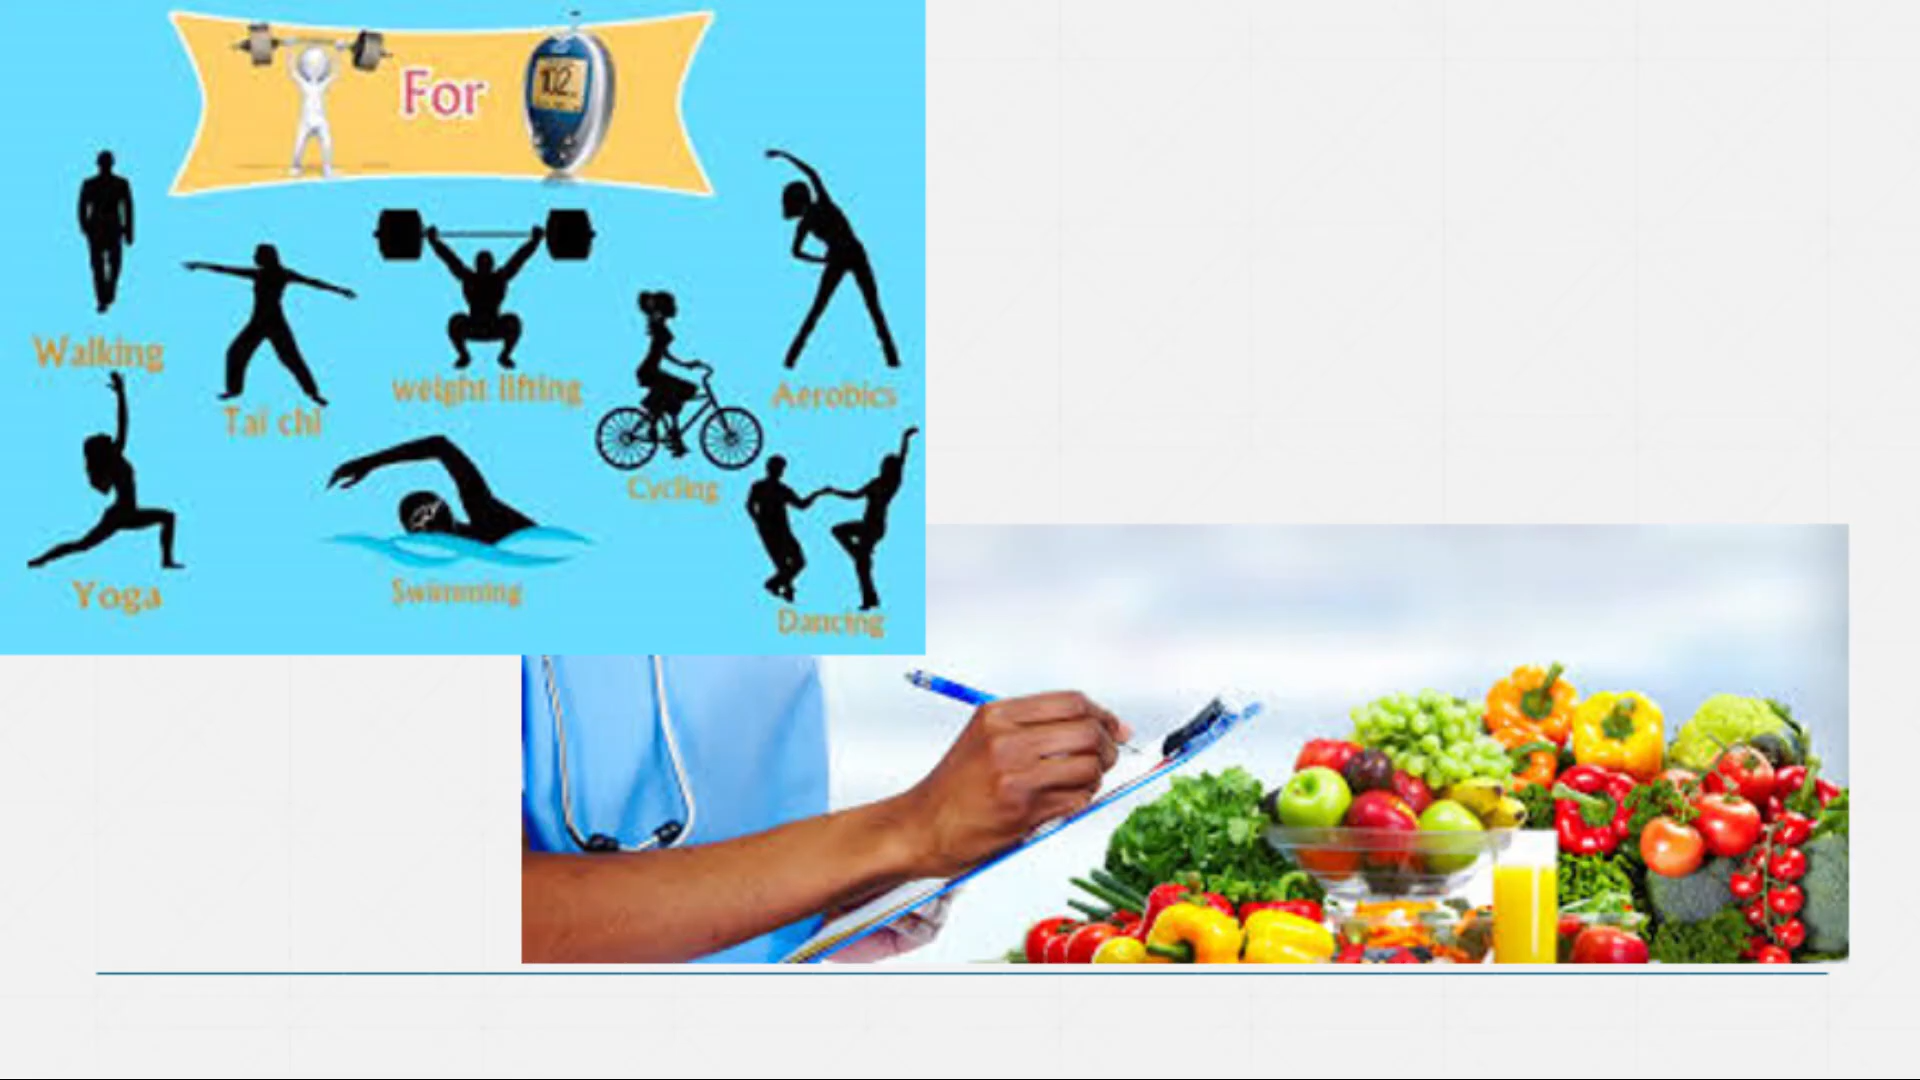 For
102
Walking
Tai chi
weight lifting
Cycling
Aerobics
Yoga
Swimming
Dancing